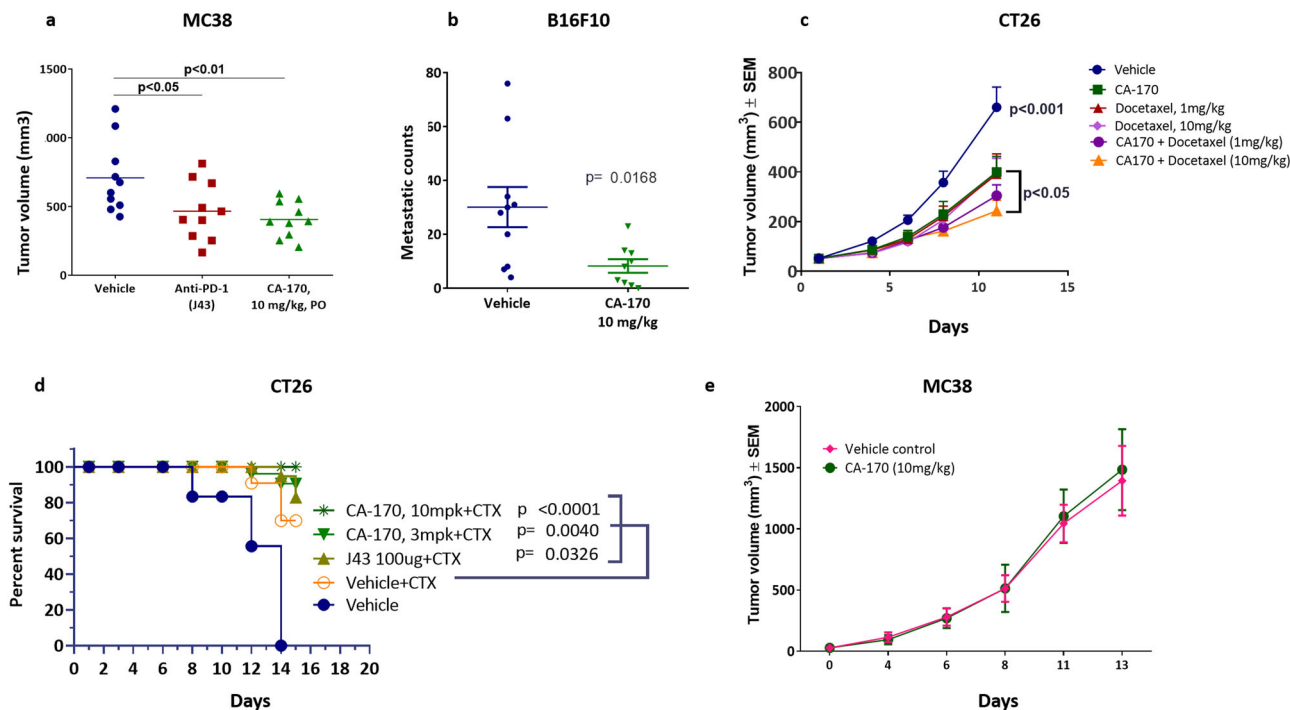 a
MC38
1500
000
500
0
Tumor volume (mm3)
p<0.01
p<0.05
Vehicle
Anti-PD-1
(J43)
CA-170,
10 mg/kg, PO
b
B16F10
80
60
40
20
0
Metastatic counts
p= 0.0168
Vehicle
CA-170
10 mg/kg
c
CT26
800
600
400
200
0
Tumor volume (mm³) ± SEM
0 5 10 15
Days
p<0.001
p<0.05
Vehicle
CA-170
Docetaxel, 1mg/kg
Docetaxel, 10mg/kg
CA170 + Docetaxel (1mg/kg)
CA170 + Docetaxel (10mg/kg)
d
CT26
100
80
60
40
20
0
Percent survival
0 2 4 6 8 10 12 14 16 18 20
Days
CA-170, 10mpk+CTX p <0.0001
CA-170, 3mpk+CTX p= 0.0040
J43 100ug+CTX p= 0.0326
Vehicle+CTX
Vehicle
e
MC38
2000
1500
1000
500
0
Tumor volume (mm³) ± SEM
Vehicle control
CA-170 (10mg/kg)
0 4 6 8 11 13
Days